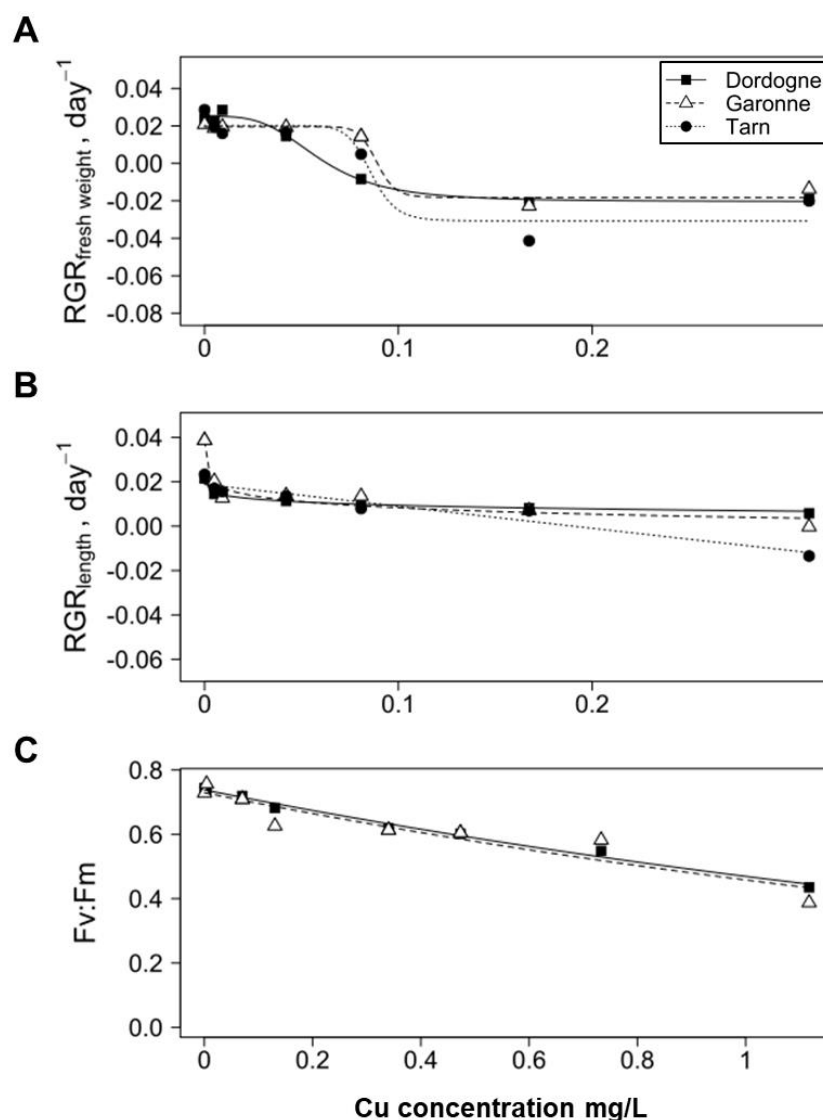 A
RGRfresh weight, day−1
0.04
0.02
0.00
-0.02
-0.04
-0.06
-0.08
Dordogne
Garonne
Tarn
0 0.1 0.2
B
RGRlength, day−1
0.04
0.02
0.00
-0.02
-0.04
-0.06
0 0.1 0.2
C
Fv:Fm
0.8
0.6
0.4
0.2
0.0
0 0.2 0.4 0.6 0.8 1
Cu concentration mg/L